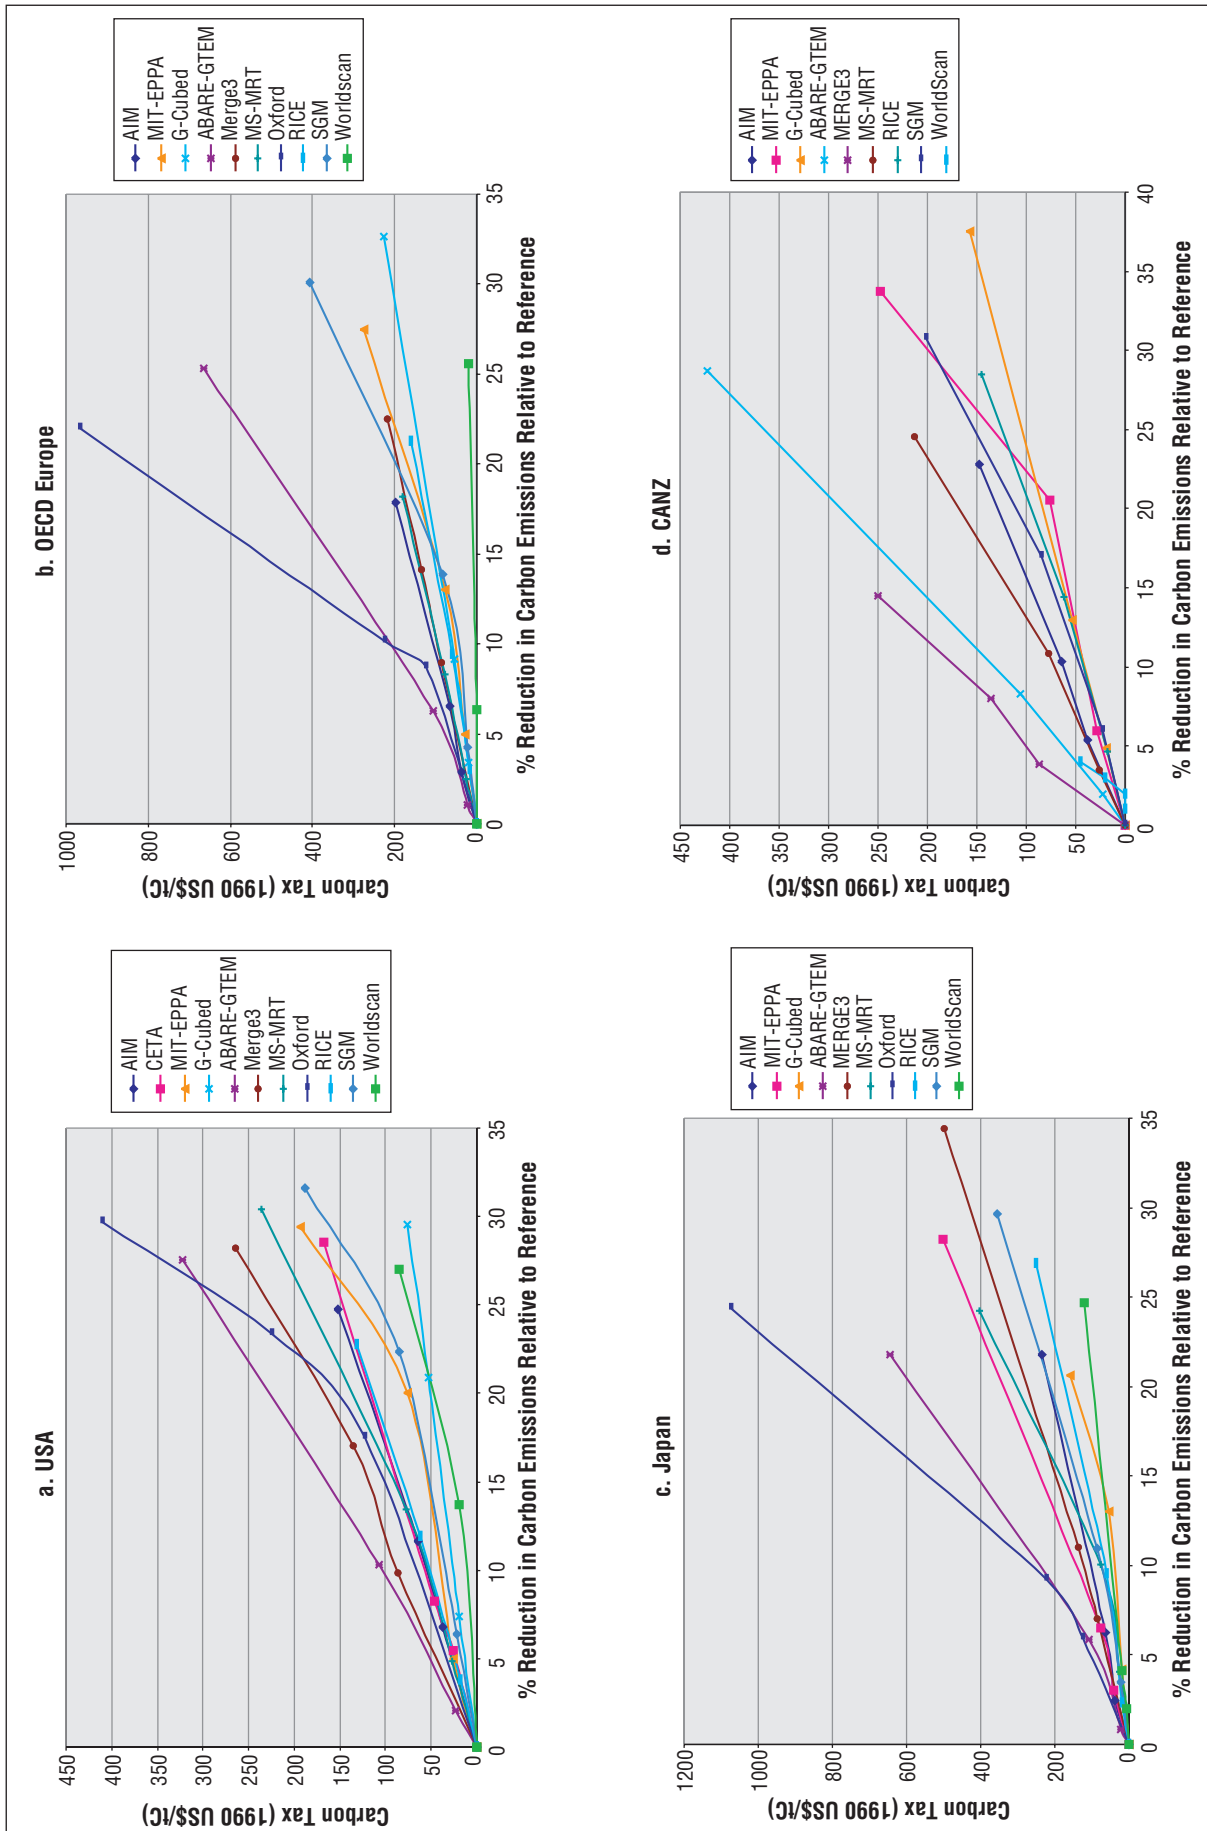 a. USA
Carbon Tax (1990 US$/tC)
450
400
350
300
250
200
150
100
50
0
0
5
10
15
20
25
30
35
% Reduction in Carbon Emissions Relative to Reference
AIM
CETA
MIT-EPPA
G-Cubed
ABARE-GTEM
Merge3
MS-MRT
Oxford
RICE
SGM
Worldscan
b. OECD Europe
Carbon Tax (1990 US$/tC)
1000
800
600
400
200
0
0
5
10
15
20
25
30
35
% Reduction in Carbon Emissions Relative to Reference
AIM
MIT-EPPA
G-Cubed
ABARE-GTEM
Merge3
MS-MRT
Oxford
RICE
SGM
Worldscan
c. Japan
Carbon Tax (1990 US$/tC)
1200
1000
800
600
400
200
0
0
5
10
15
20
25
30
35
% Reduction in Carbon Emissions Relative to Reference
AIM
MIT-EPPA
G-Cubed
ABARE-GTEM
MERGE3
MS-MRT
Oxford
RICE
SGM
WorldScan
d. CANZ
Carbon Tax (1990 US$/tC)
450
400
350
300
250
200
150
100
50
0
0
5
10
15
20
25
30
35
40
% Reduction in Carbon Emissions Relative to Reference
AIM
MIT-EPPA
G-Cubed
ABARE-GTEM
MERGE3
MS-MRT
RICE
SGM
WorldScan